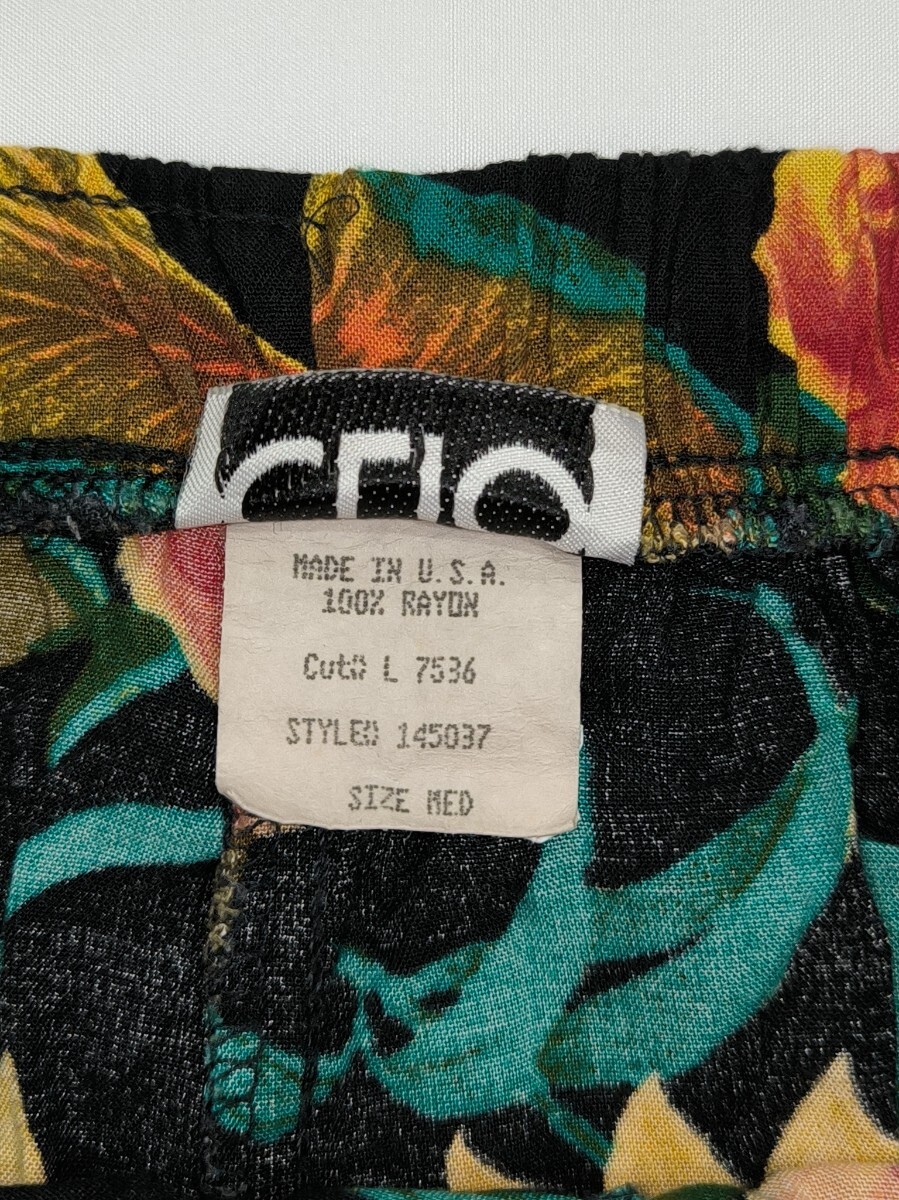 CFIO
MADE IN U.S.A.
100% RAYON
Cut# L 7536
STYLE# 145037
SIZE MED